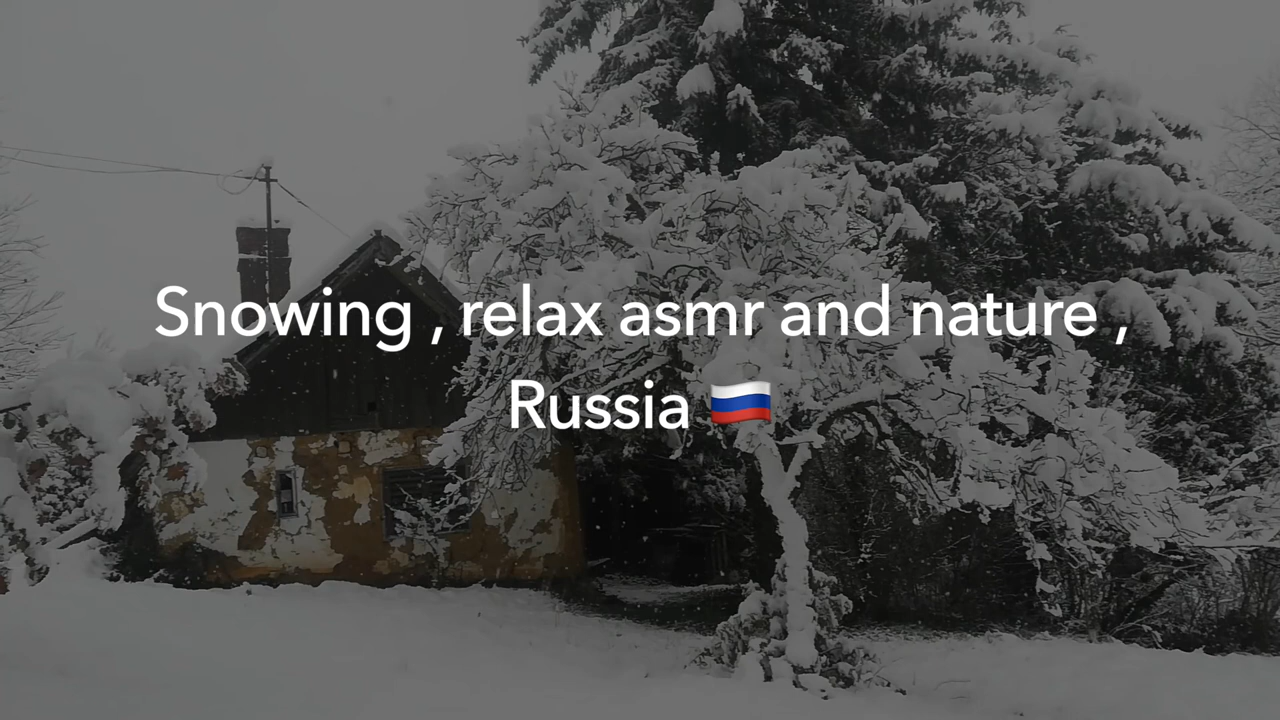 Snowing , relax asmr and nature ,
Russia 🇷🇺